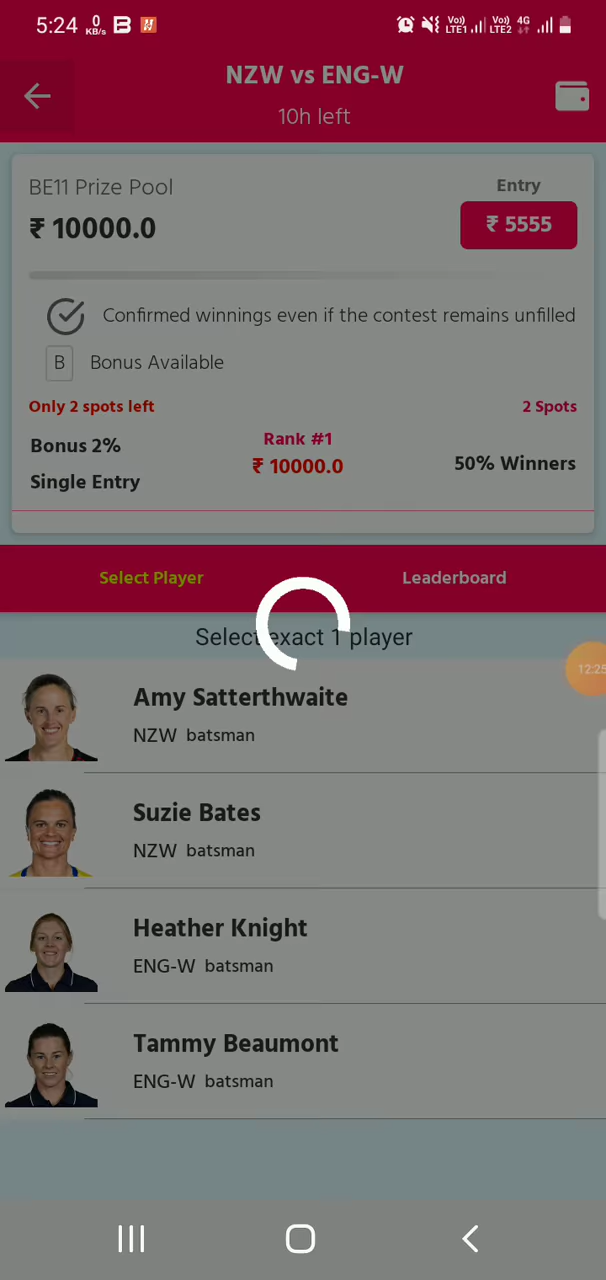 5:24 0 KB/s B Vo) LTE1 Vo) LTE2 4G
NZW vs ENG-W
10h left
BE11 Prize Pool
Entry
₹ 10000.0
₹ 5555
Confirmed winnings even if the contest remains unfilled
B Bonus Available
Only 2 spots left
2 Spots
Bonus 2%
Rank #1
₹ 10000.0
50% Winners
Single Entry
Select Player
Leaderboard
Select exact 1 player
12:25
Amy Satterthwaite
NZW batsman
Suzie Bates
NZW batsman
Heather Knight
ENG-W batsman
Tammy Beaumont
ENG-W batsman